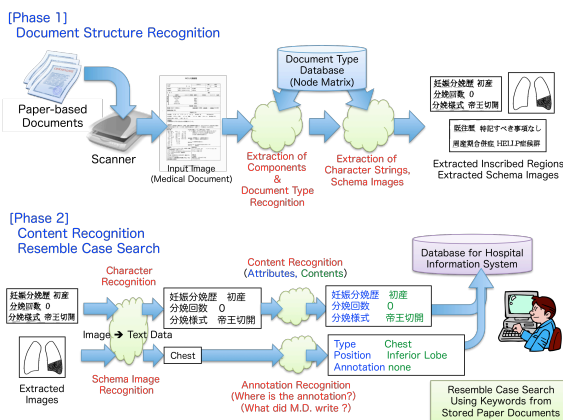 [Phase 1]
Document Structure Recognition
Paper-based
Documents
Scanner
Input Image
(Medical Document)
Document Type
Database
(Node Matrix)
Extraction of
Components
&
Document Type
Recognition
Extraction of
Character Strings,
Schema Images
妊娠分娩歴 初産
分娩回数 0
分娩様式 帝王切開
既往歴 特記すべき事項なし
周産期合併症 HELLP症候群
Extracted Inscribed Regions
Extracted Schema Images
[Phase 2]
Content Recognition
Resemble Case Search
Character
Recognition
Content Recognition
(Attributes, Contents)
Database for Hospital
Information System
妊娠分娩歴 初産
分娩回数 0
分娩様式 帝王切開
妊娠分娩歴 初産
分娩回数 0
分娩様式 帝王切開
妊娠分娩歴 初産
分娩回数 0
分娩様式 帝王切開
Image ➔ Text Data
Chest
Type Chest
Position Inferior Lobe
Annotation none
Extracted
Images
Schema Image
Recognition
Annotation Recognition
(Where is the annotation?)
(What did M.D. write ?)
Resemble Case Search
Using Keywords from
Stored Paper Documents